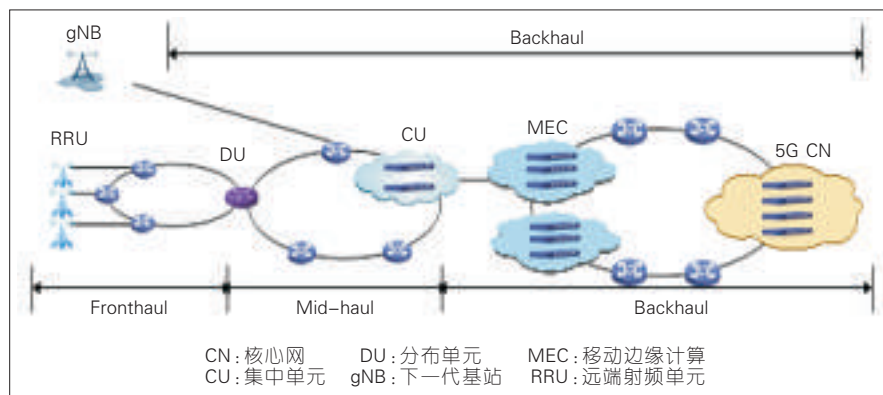 gNB
Backhaul
RRU
DU
CU
MEC
5G CN
Fronthaul
Mid-haul
Backhaul
CN:核心网 DU:分布单元 MEC:移动边缘计算
CU:集中单元 gNB:下一代基站 RRU:远端射频单元